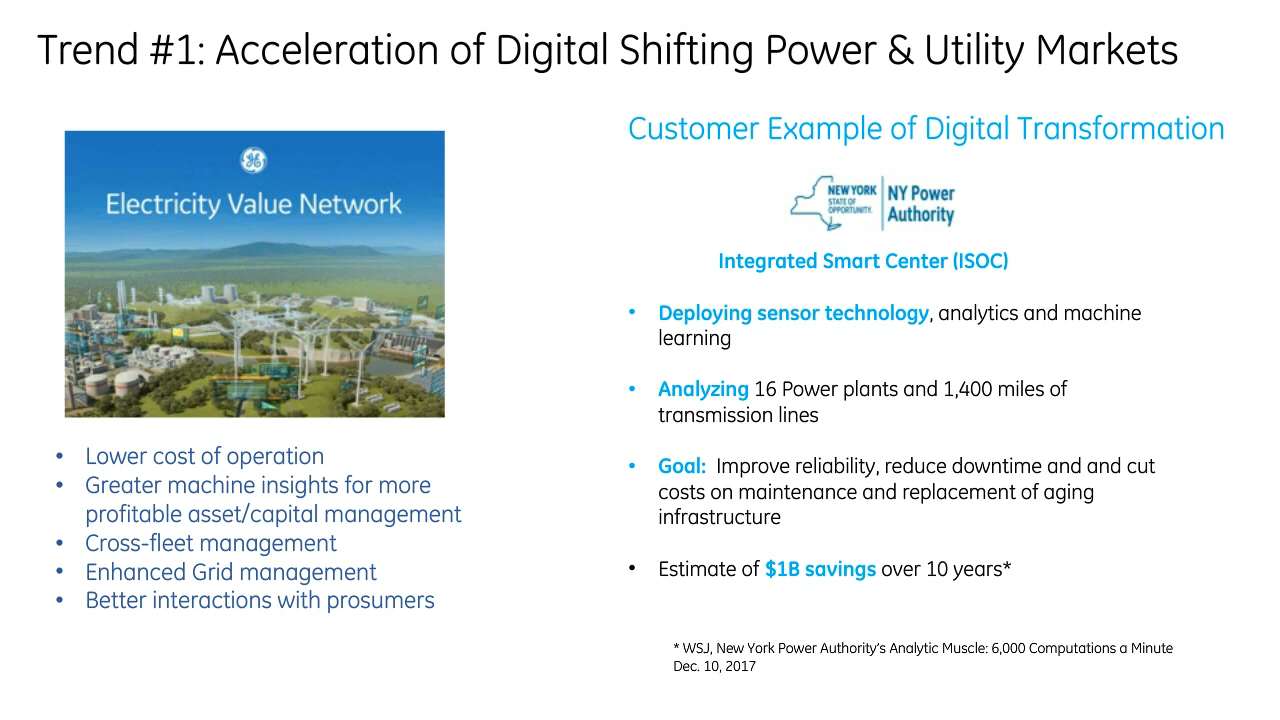 Trend #1: Acceleration of Digital Shifting Power & Utility Markets
Electricity Value Network
• Lower cost of operation
• Greater machine insights for more
profitable asset/capital management
• Cross-fleet management
• Enhanced Grid management
• Better interactions with prosumers
Customer Example of Digital Transformation
NEW YORK
STATE OF
OPPORTUNITY.
NY Power
Authority
Integrated Smart Center (ISOC)
• Deploying sensor technology, analytics and machine
learning
• Analyzing 16 Power plants and 1,400 miles of
transmission lines
• Goal: Improve reliability, reduce downtime and and cut
costs on maintenance and replacement of aging
infrastructure
• Estimate of $1B savings over 10 years*
* WSJ, New York Power Authority's Analytic Muscle: 6,000 Computations a Minute
Dec. 10, 2017